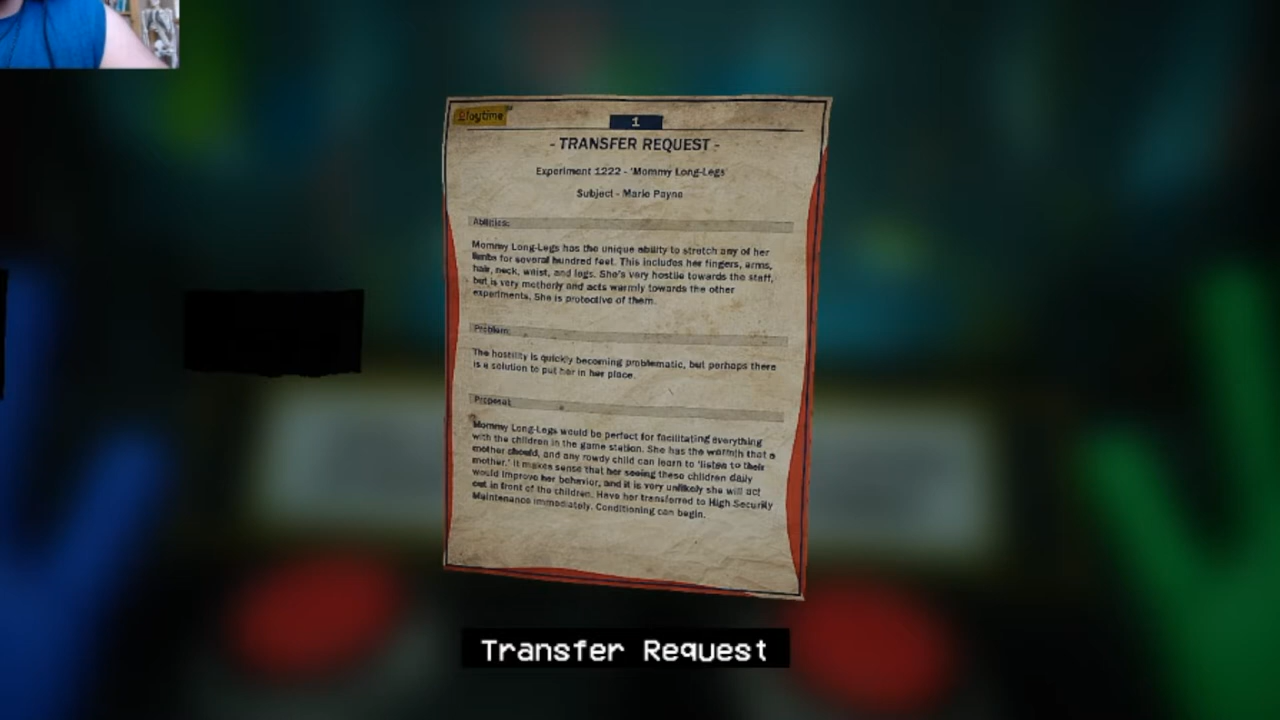 Playtime
1
- TRANSFER REQUEST -
Experiment 1222 - 'Mommy Long-Legs'
Subject - Marie Payne
Abilities:
Mommy Long-Legs has the unique ability to stretch any of her
limbs for several hundred feet. This includes her fingers, arms,
hair, neck, waist, and legs. She's very hostile towards the staff,
but is very motherly and acts warmly towards the other
experiments. She is protective of them.
Problem:
The hostility is quickly becoming problematic, but perhaps there
is a solution to put her in her place.
Proposal:
Mommy Long-Legs would be perfect for facilitating everything
with the children in the game station. She has the warmth that a
mother should, and any rowdy child can learn to 'listen to their
mother.' It makes sense that her seeing these children daily
would improve her behavior, and it is very unlikely she will act
out in front of the children. Have her transferred to High-Security
Maintenance immediately. Conditioning can begin.
Transfer Request